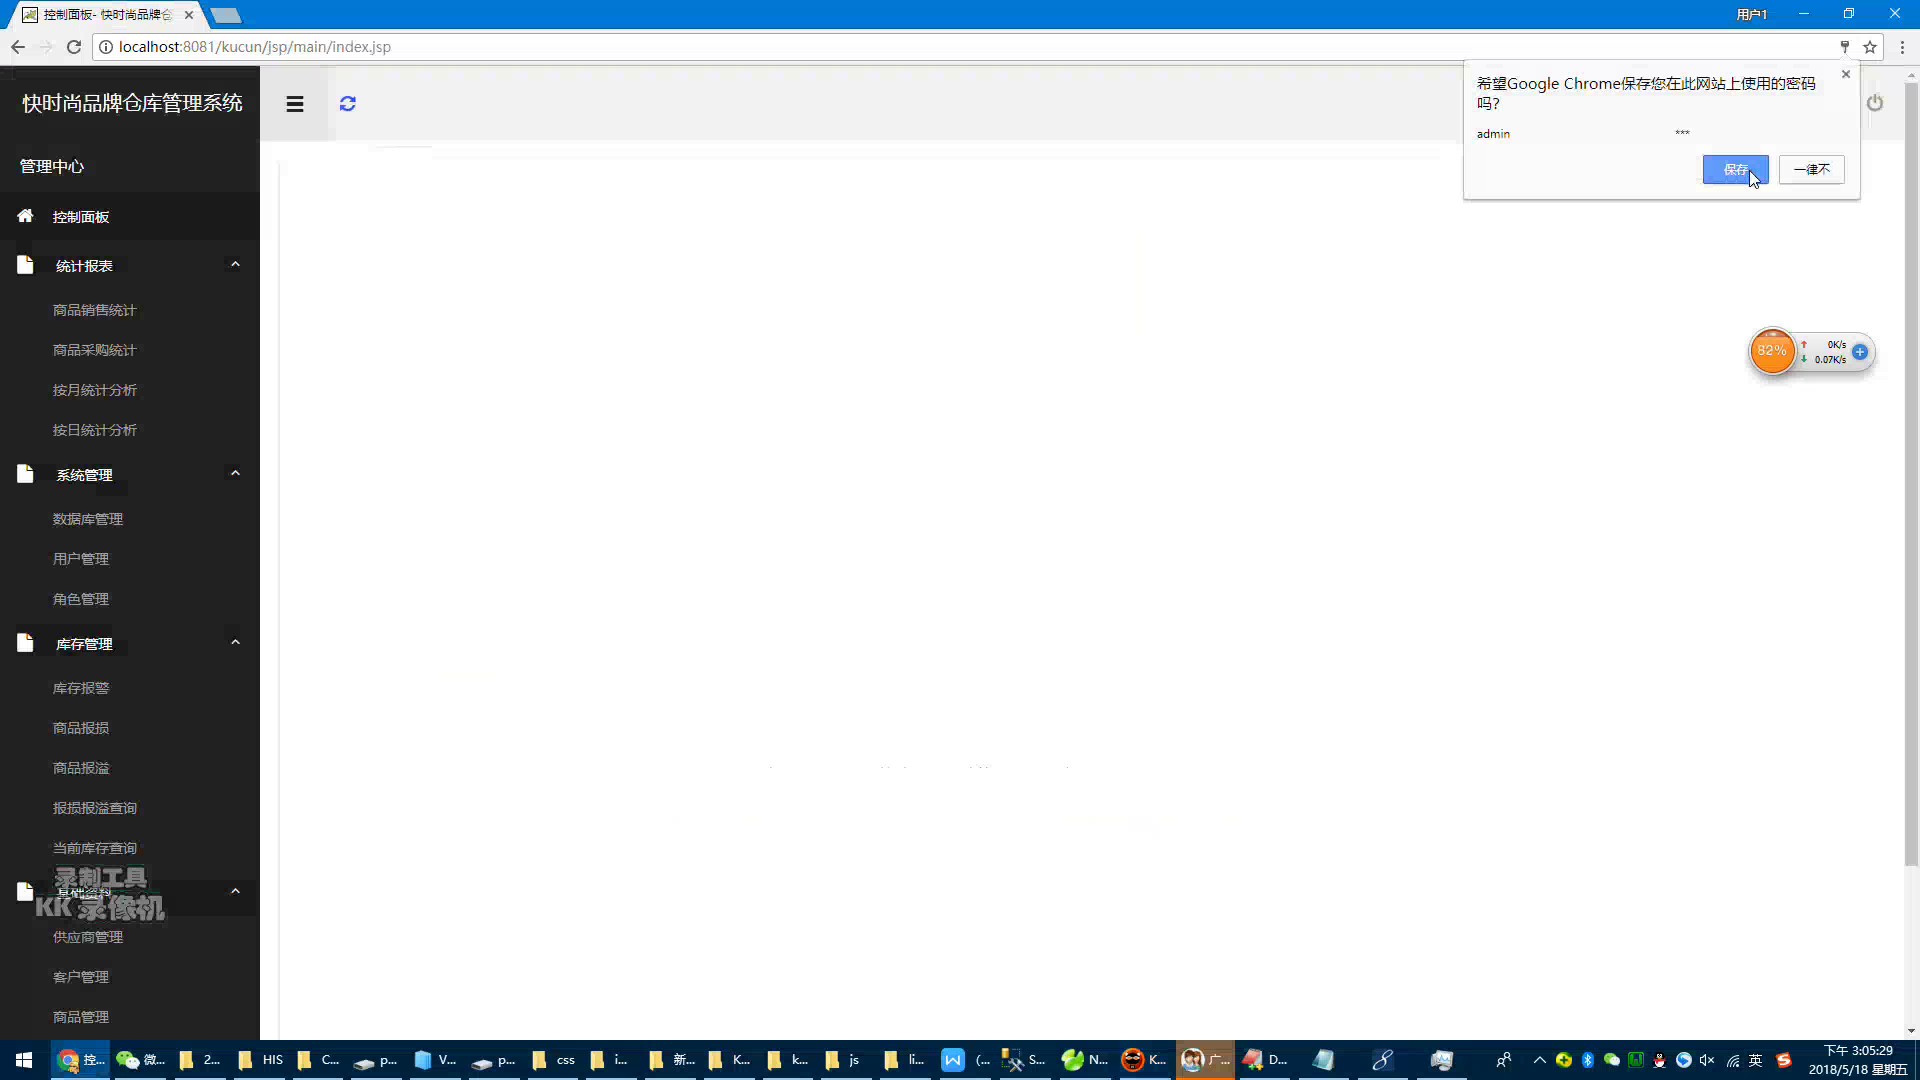 控制面板- 快时尚品牌仓
用户1
localhost:8081/kucun/jsp/main/index.jsp
快时尚品牌仓库管理系统
希望Google Chrome保存您在此网站上使用的密码
吗?
admin
***
保存
一律不
管理中心
控制面板
统计报表
商品销售统计
商品采购统计
按月统计分析
按日统计分析
82%
0K/s
0.07K/s
系统管理
数据库管理
用户管理
角色管理
库存管理
库存报警
商品报损
商品报溢
报损报溢查询
当前库存查询
录制工具
基础资料
KK 录像机
供应商管理
客户管理
商品管理
控...
微...
2...
HIS
C...
p...
V...
p...
css
i...
新...
K...
k...
js
li...
(...
S...
N...
K...
广...
D...
英
下午 3:05:29
2018/5/18 星期五